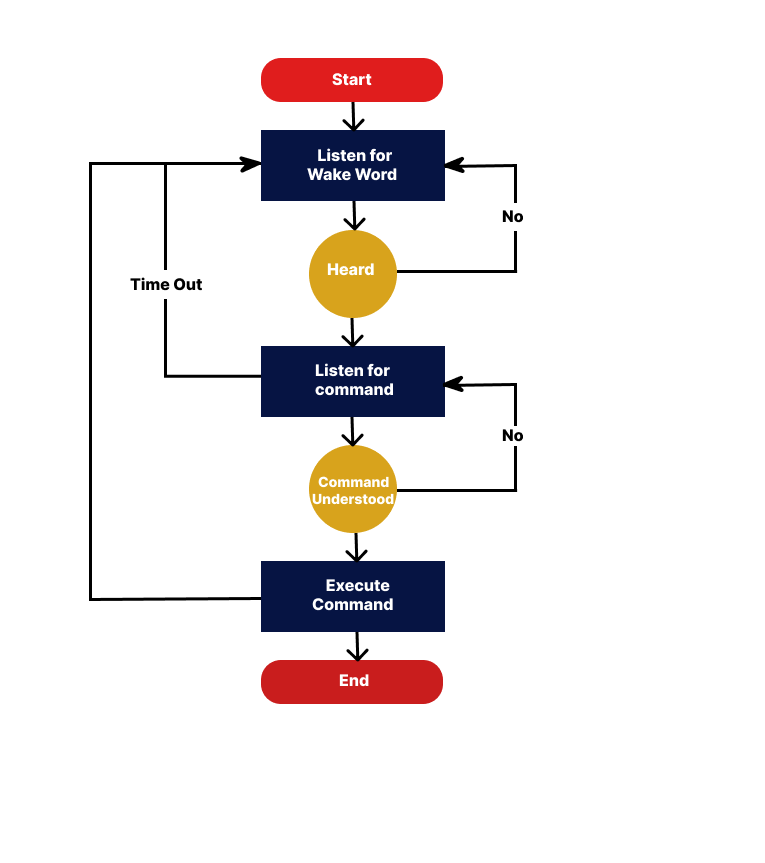 Start
Listen for
Wake Word
No
Heard
Time Out
Listen for
command
No
Command
Understood
Execute
Command
End